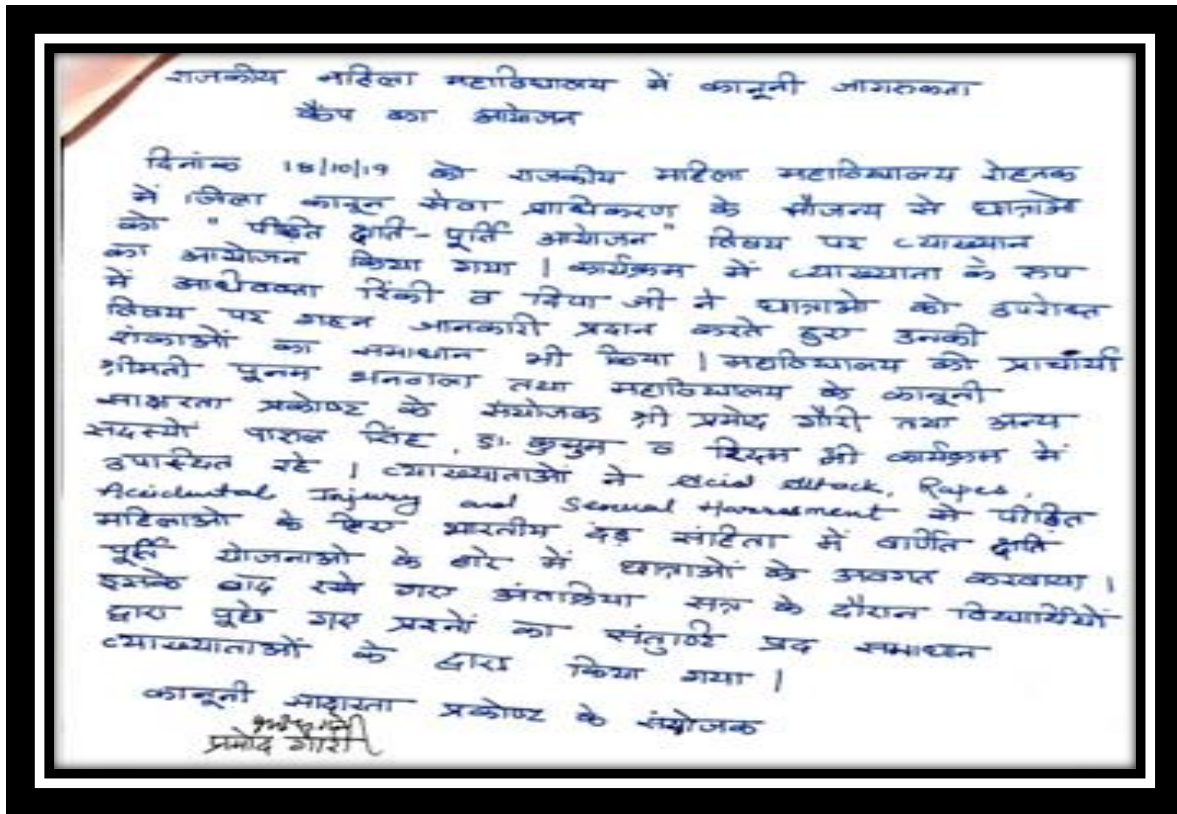 राजकीय महिला महाविद्यालय में कानूनी जागरुकता
कैंप का आयोजन
दिनांक 18/10/19 को राजकीय महिला महाविद्यालय रोहतक
में जिला कानून सेवा प्राधिकरण के सौजन्य से छात्राओं
को " पीड़ित क्षति-पूर्ति आयोजन " विषय पर व्याख्यान
का आयोजन किया गया | कार्यक्रम में व्याख्याता के रुप
में अधिवक्ता रिंकी व दिया जी ने छात्राओं को उपरोक्त
विषय पर गहन जानकारी प्रदान करते हुए उनकी
शंकाओं का समाधान भी किया | महाविद्यालय की प्राचार्या
श्रीमती पूनम भनवाला तथा महाविद्यालय के कानूनी
साक्षरता प्रकोष्ट के संयोजक श्री प्रमोद गौरी तथा अन्य
सदस्यों पारुल सिंह, डा. कुसुम व रिदम भी कार्यक्रम में
उपस्थित रहे | व्याख्याताओं ने Acid Attack, Rapes,
Accidental Injury and Sexual Harrasment से पीड़ित
महिलाओं के लिए भारतीय दंड़ संहिता में वर्णित क्षति
पूर्ति योजनाओं के बारे में छात्राओं के अवगत करवाया |
इसके बाद रखे गए अंतःक्रिया सत्र के दौरान विद्यार्थियों
द्वारा पूछे गए प्रश्नों का संतुष्टि प्रद समाधान
व्याख्याताओं के द्वारा किया गया |
कानूनी साक्षरता प्रकोष्ट के संयोजक
प्रमोद गौरी